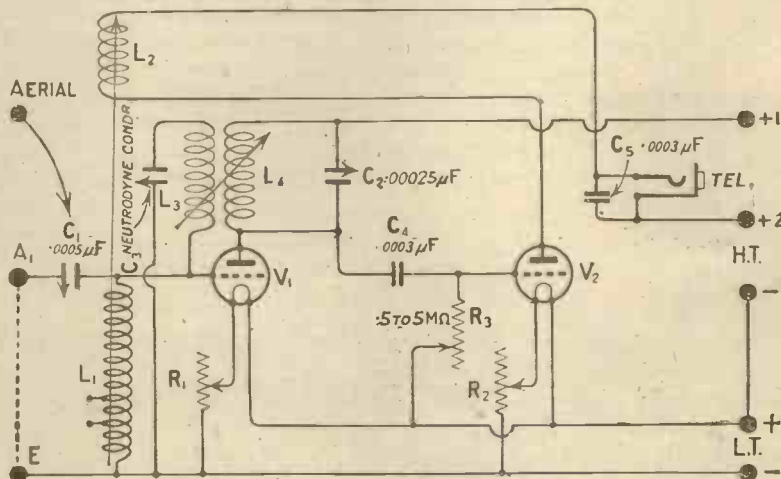 L2
AERIAL
C1
.0005µF
C3 NEUTRODYNE CONDR.
L3
L4
C2 .00025µF
C4
.0003µF
C5 .0003µF
TEL.
+1
+2
H.T.
-
+
L.T.
-
A1
E
L1
V1
V2
R1
R2
R3
.5 TO 5MΩ